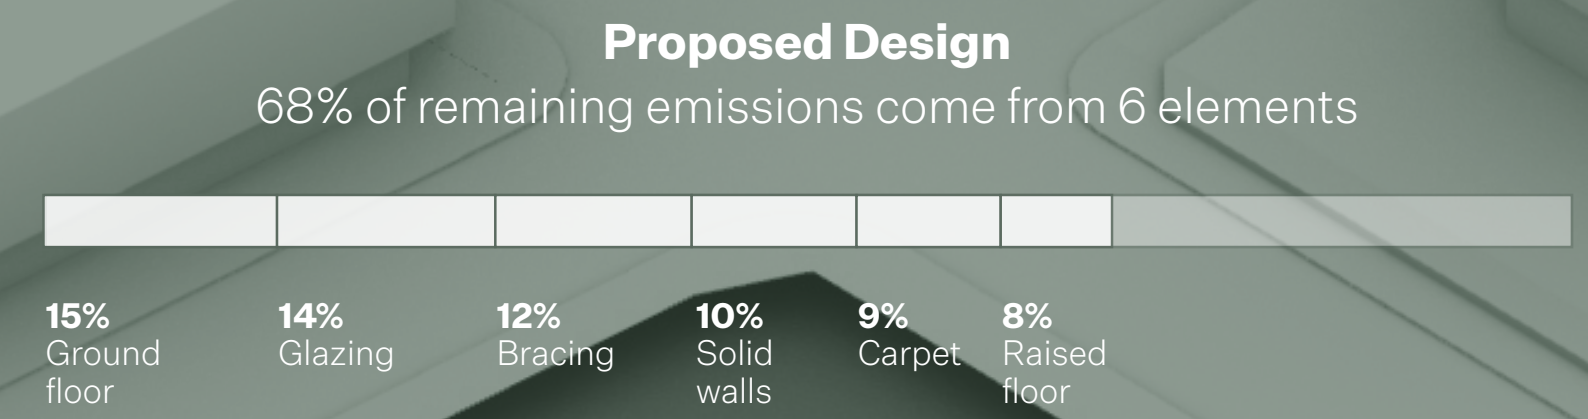 Proposed Design
68% of remaining emissions come from 6 elements
15%
Ground
floor
14%
Glazing
12%
Bracing
10%
Solid
walls
9%
Carpet
8%
Raised
floor